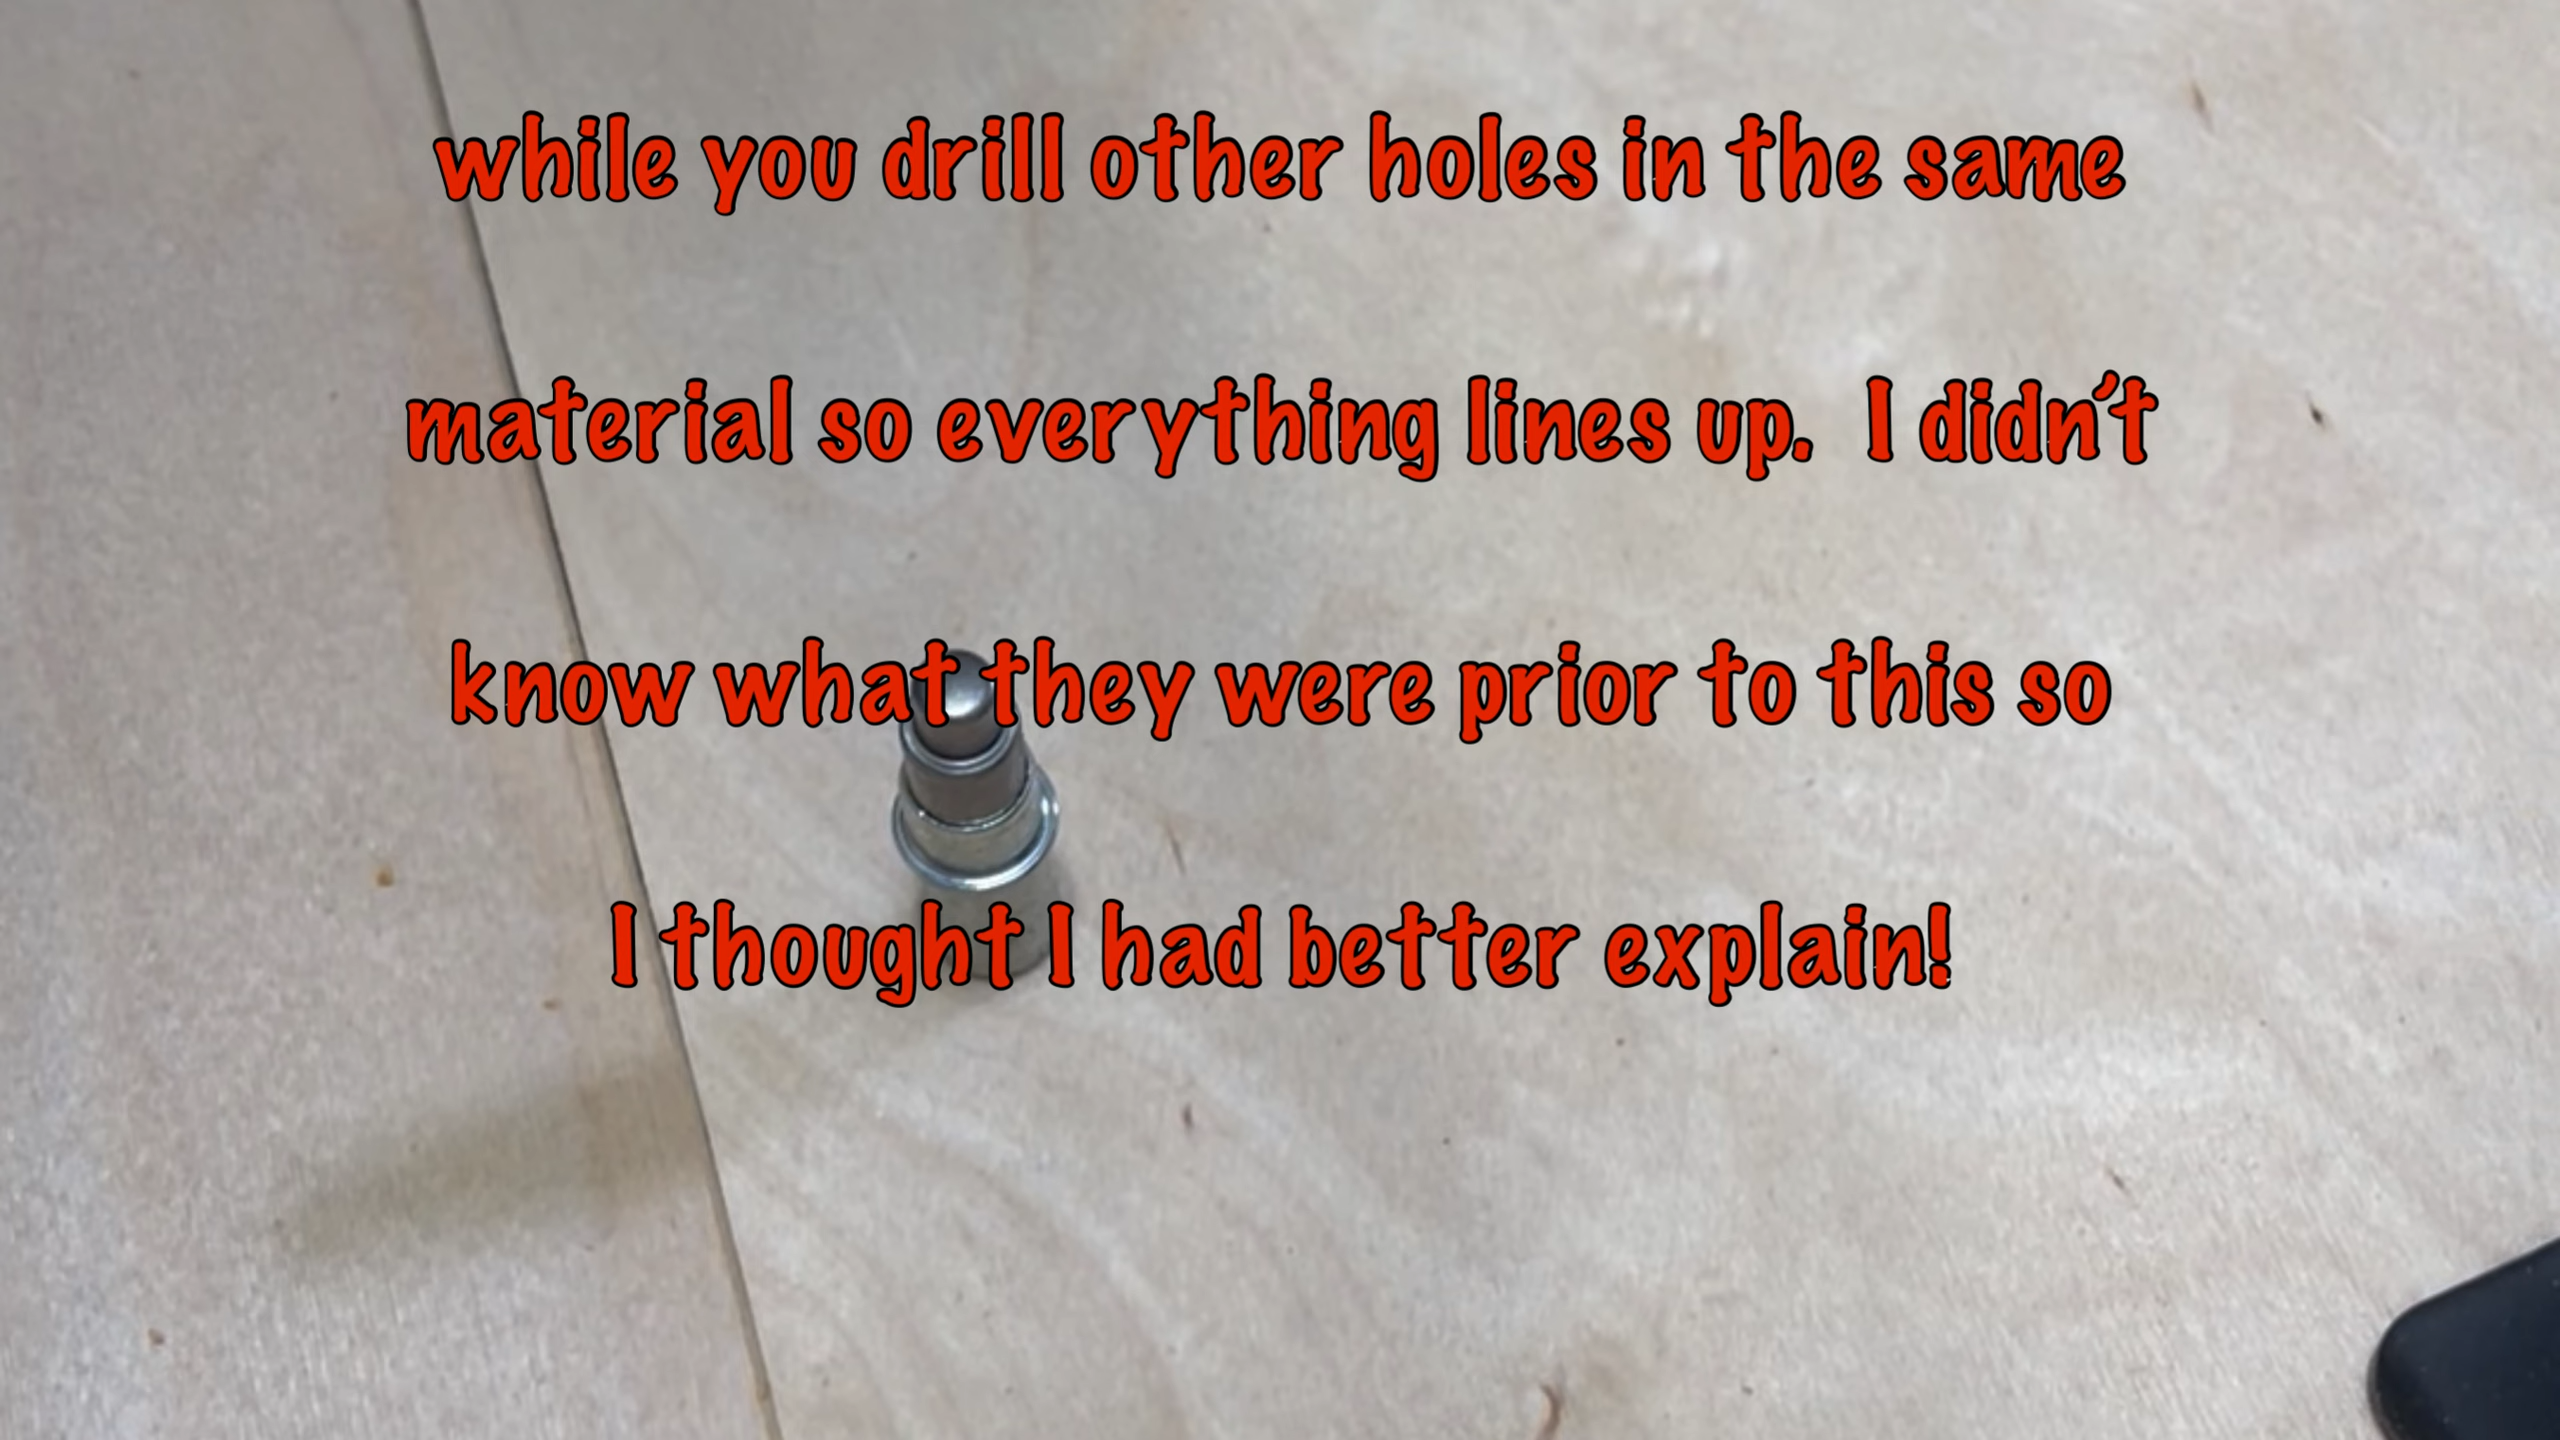 while you drill other holes in the same
material so everything lines up.  I didn't
know what they were prior to this so
I thought I had better explain!